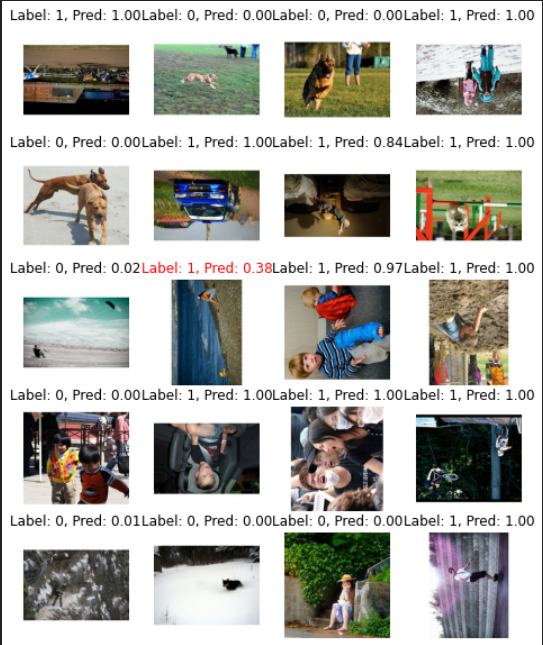 Label: 1, Pred: 1.00 Label: 0, Pred: 0.00 Label: 0, Pred: 0.00 Label: 1, Pred: 1.00
Label: 0, Pred: 0.00 Label: 1, Pred: 1.00 Label: 1, Pred: 0.84 Label: 1, Pred: 1.00
Label: 0, Pred: 0.02 Label: 1, Pred: 0.38 Label: 1, Pred: 0.97 Label: 1, Pred: 1.00
Label: 0, Pred: 0.00 Label: 1, Pred: 1.00 Label: 1, Pred: 1.00 Label: 1, Pred: 1.00
Label: 0, Pred: 0.01 Label: 0, Pred: 0.00 Label: 0, Pred: 0.00 Label: 1, Pred: 1.00